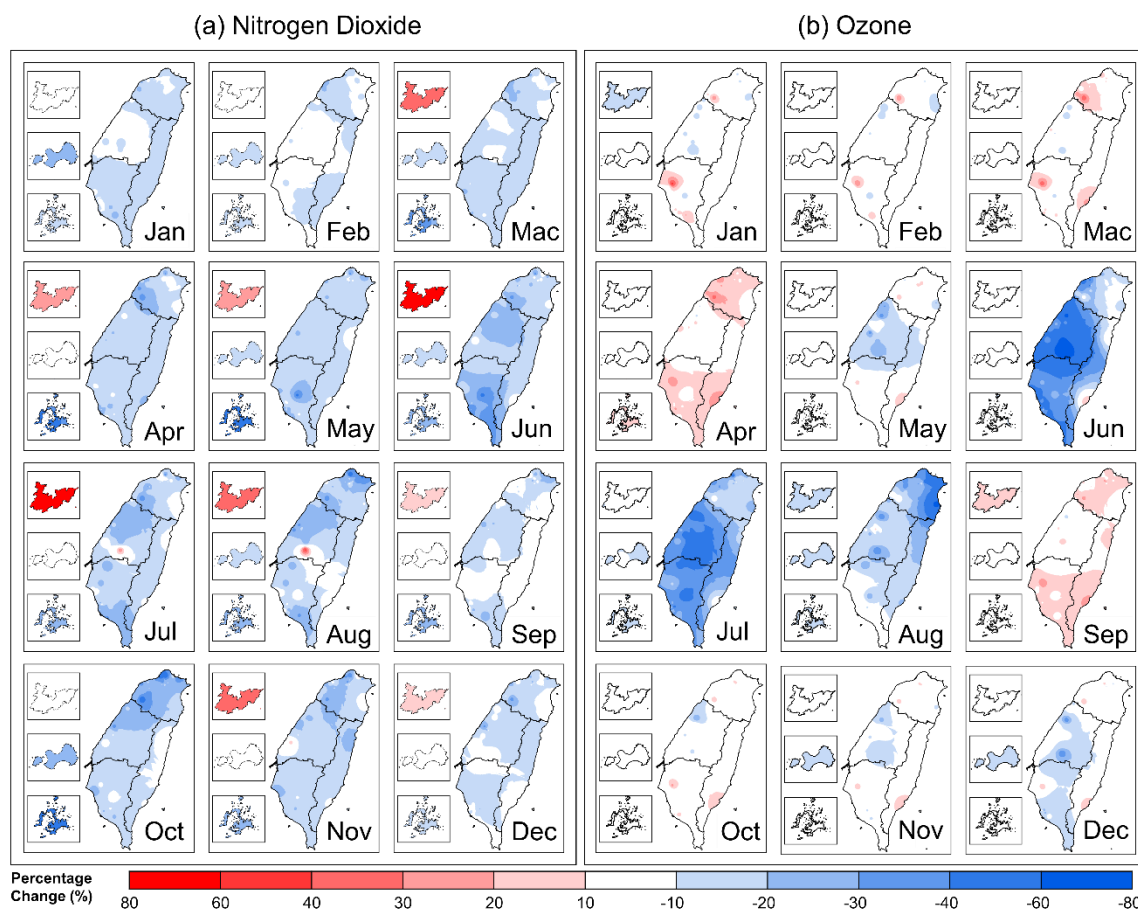 (a) Nitrogen Dioxide
(b) Ozone
Jan
Feb
Mac
Jan
Feb
Mac
Apr
May
Jun
Apr
May
Jun
Jul
Aug
Sep
Jul
Aug
Sep
Oct
Nov
Dec
Oct
Nov
Dec
Percentage
Change (%)
80 60 40 30 20 10 -10 -20 -30 -40 -60 -80